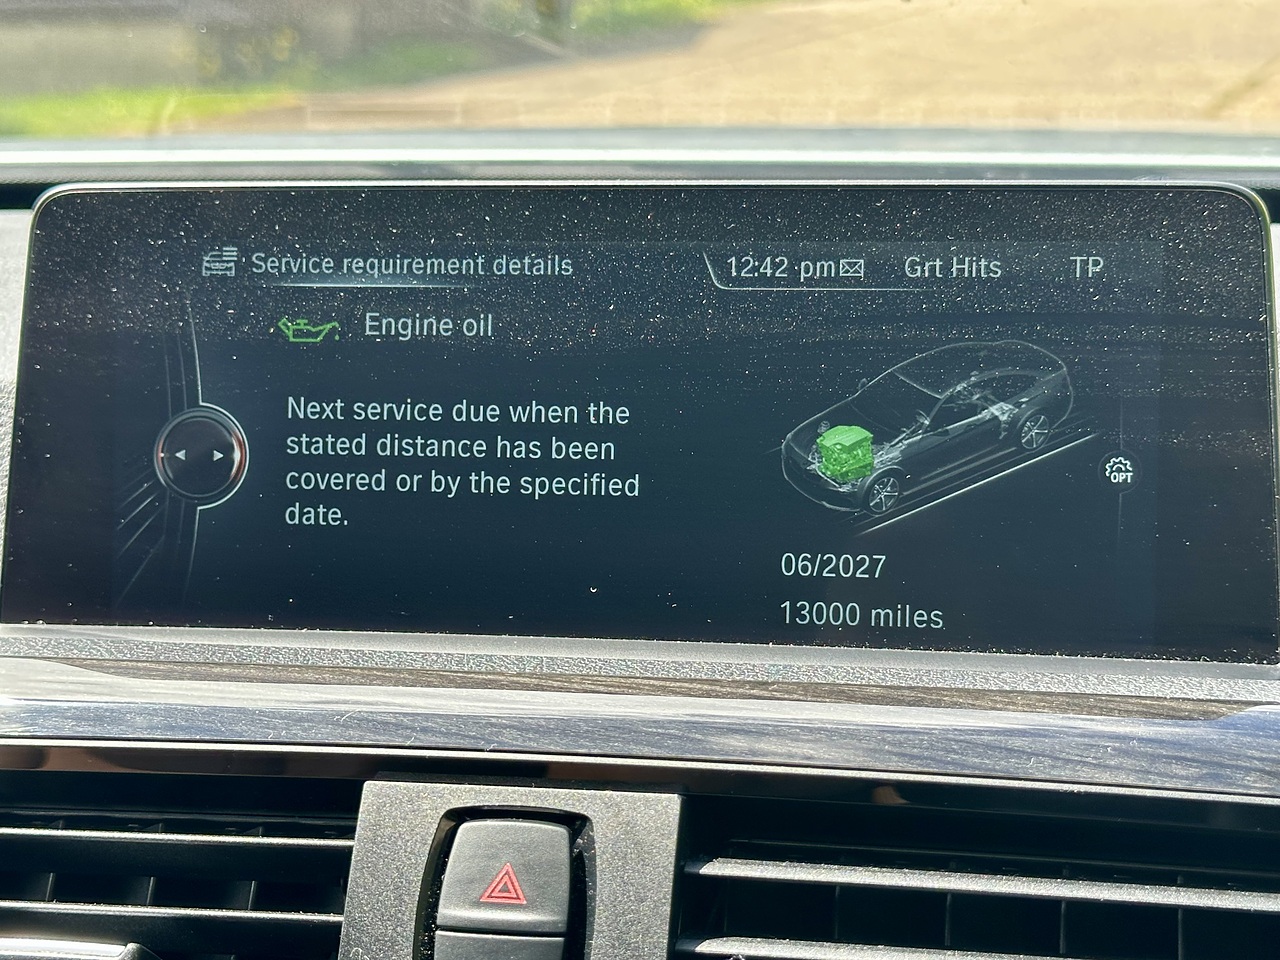 Service requirement details
12:42 pm Grt Hits TP
Engine oil
Next service due when the
stated distance has been
covered or by the specified
date.
OPT
06/2027
13000 miles